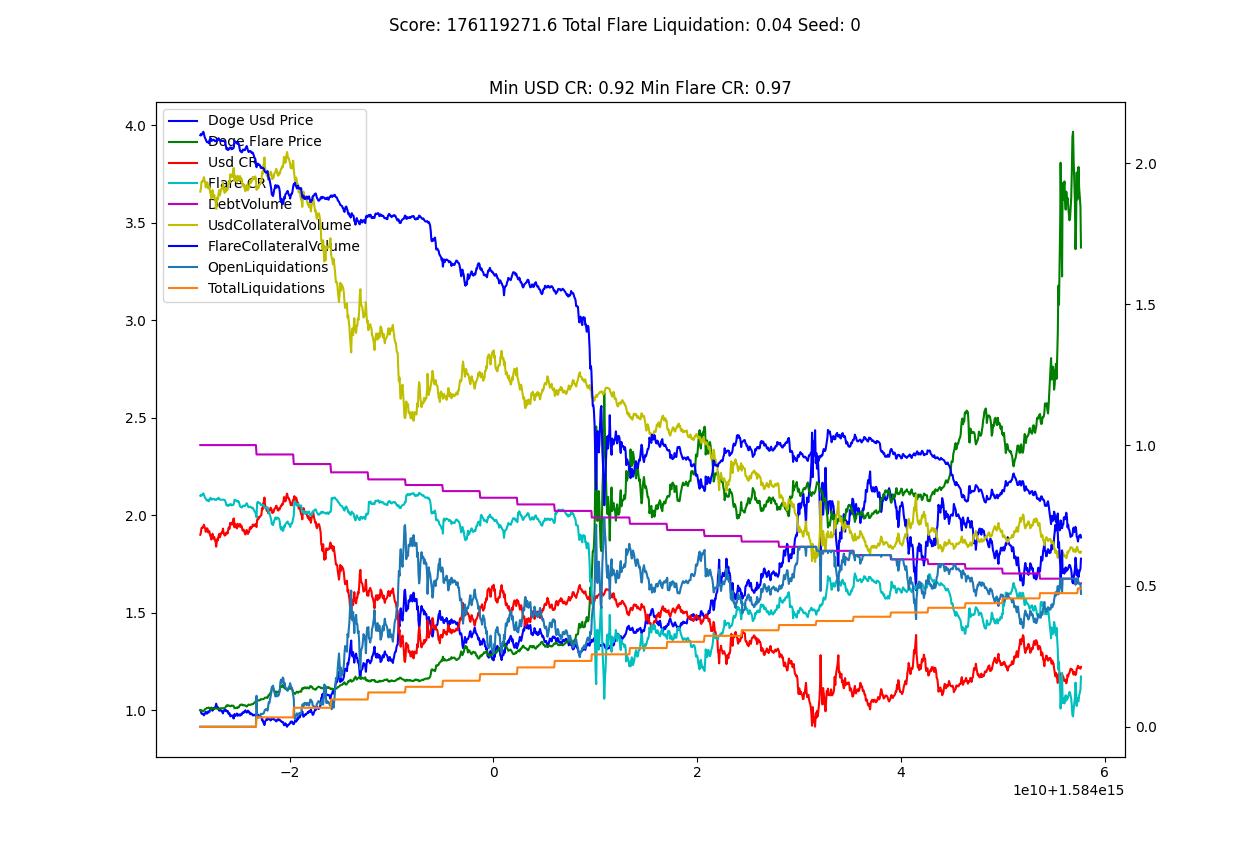 Score: 176119271.6 Total Flare Liquidation: 0.04 Seed: 0
Min USD CR: 0.92 Min Flare CR: 0.97
Doge Usd Price
Doge Flare Price
Usd CR
Flare CR
DebtVolume
UsdCollateralVolume
FlareCollateralVolume
OpenLiquidations
TotalLiquidations
4.0
3.5
3.0
2.5
2.0
1.5
1.0
2.0
1.5
1.0
0.5
0.0
−2
0
2
4
6
1e10+1.584e15